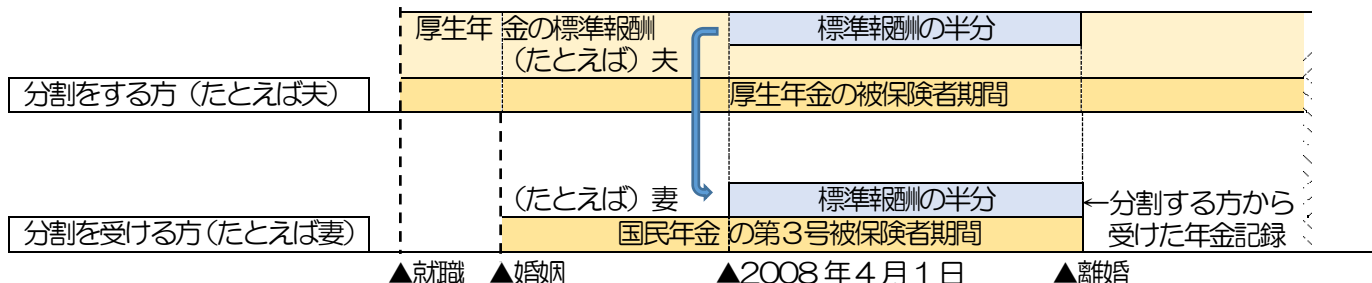 厚生年金の標準報酬
（たとえば）夫
標準報酬の半分
分割をする方（たとえば夫）
厚生年金の被保険者期間
（たとえば）妻
標準報酬の半分
←分割する方から
受けた年金記録
分割を受ける方（たとえば妻）
国民年金の第３号被保険者期間
▲就職
▲婚姻
▲2008年４月１日
▲離婚